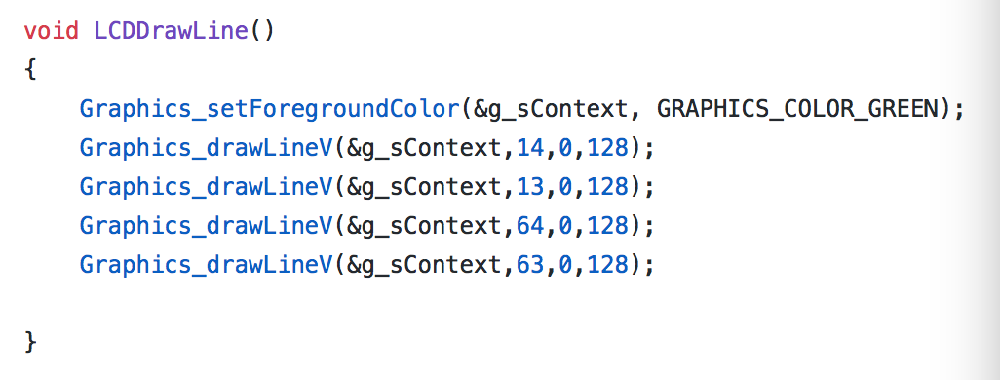 void LCDDrawLine()
{
    Graphics_setForegroundColor(&g_sContext, GRAPHICS_COLOR_GREEN);
    Graphics_drawLineV(&g_sContext,14,0,128);
    Graphics_drawLineV(&g_sContext,13,0,128);
    Graphics_drawLineV(&g_sContext,64,0,128);
    Graphics_drawLineV(&g_sContext,63,0,128);

}